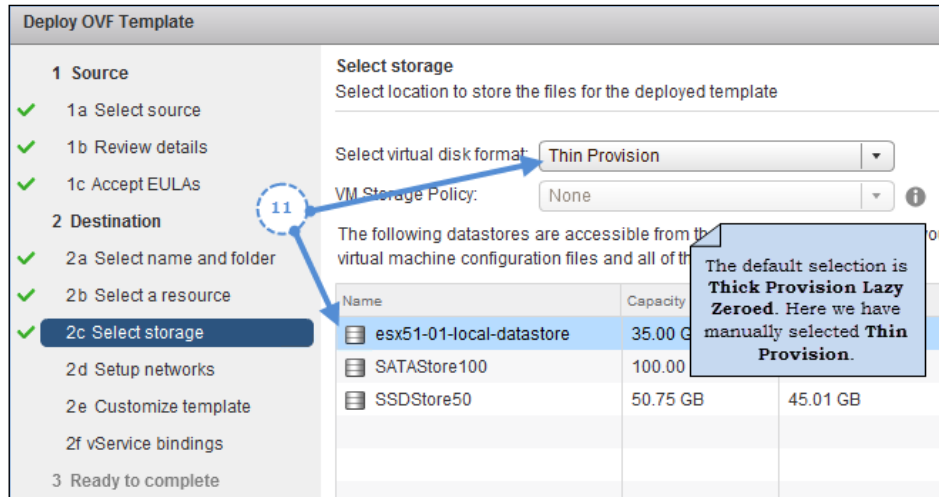 Deploy OVF Template
1 Source
1a Select source
1b Review details
1c Accept EULAs
2 Destination
2a Select name and folder
2b Select a resource
2c Select storage
2d Setup networks
2e Customize template
2f vService bindings
3 Ready to complete
Select storage
Select location to store the files for the deployed template
Select virtual disk format: Thin Provision
VM Storage Policy: None
11
The following datastores are accessible from
virtual machine configuration files and all of
The default selection is
Thick Provision Lazy
Zeroed. Here we have
manually selected Thin
Provision.
Name Capacity
esx51-01-local-datastore 35.00
SATAStore100 100.00
SSDStore50 50.75 GB 45.01 GB